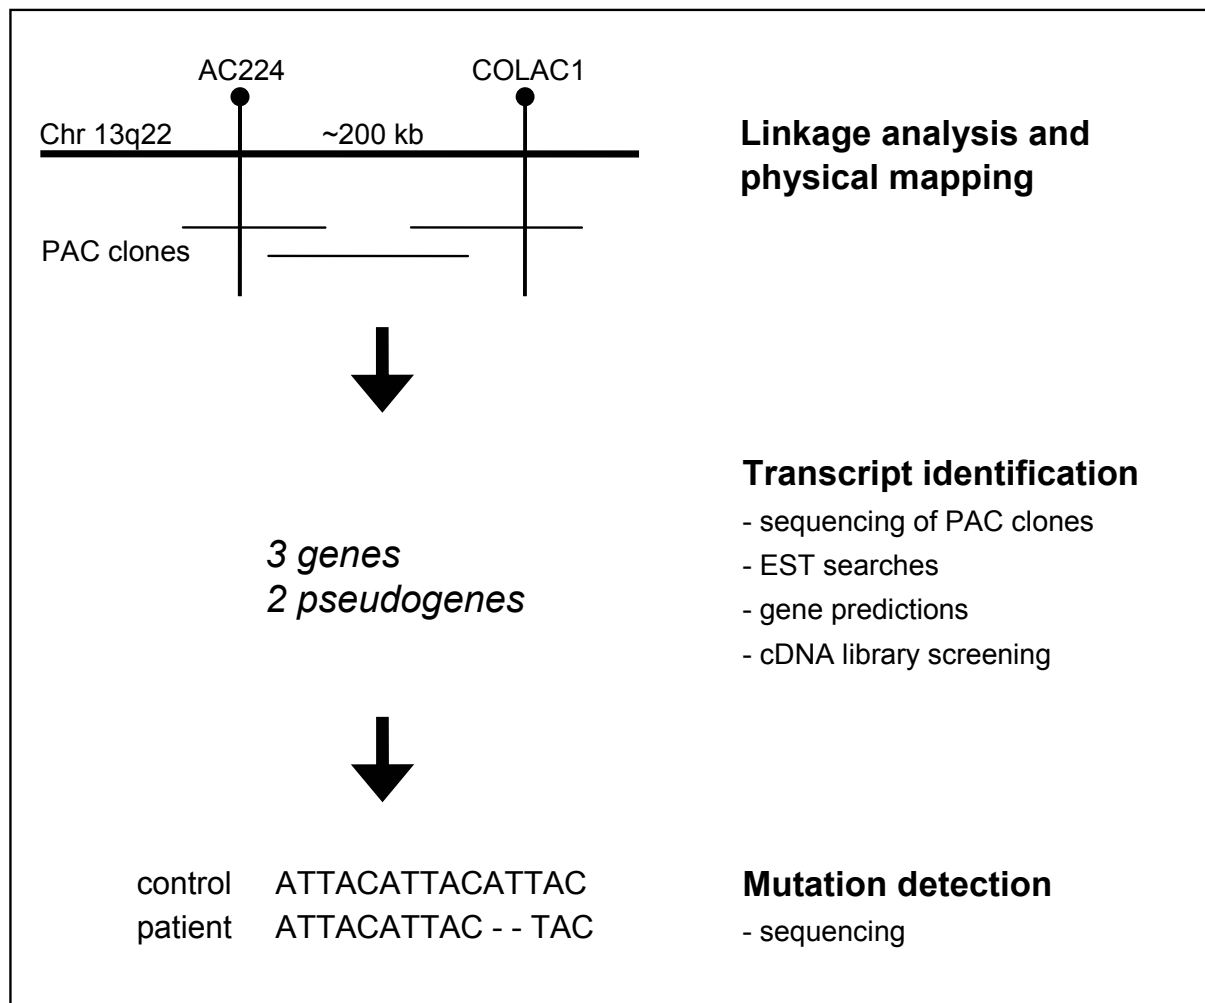 AC224 COLAC1
Chr 13q22 ~200 kb
Linkage analysis and
physical mapping
PAC clones
3 genes
2 pseudogenes
Transcript identification
- sequencing of PAC clones
- EST searches
- gene predictions
- cDNA library screening
control ATTACATTACATTAC
patient ATTACATTAC - - TAC
Mutation detection
- sequencing